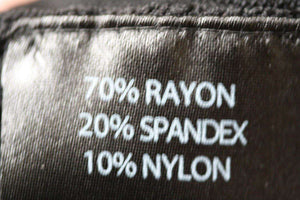 70% RAYON
20% SPANDEX
10% NYLON